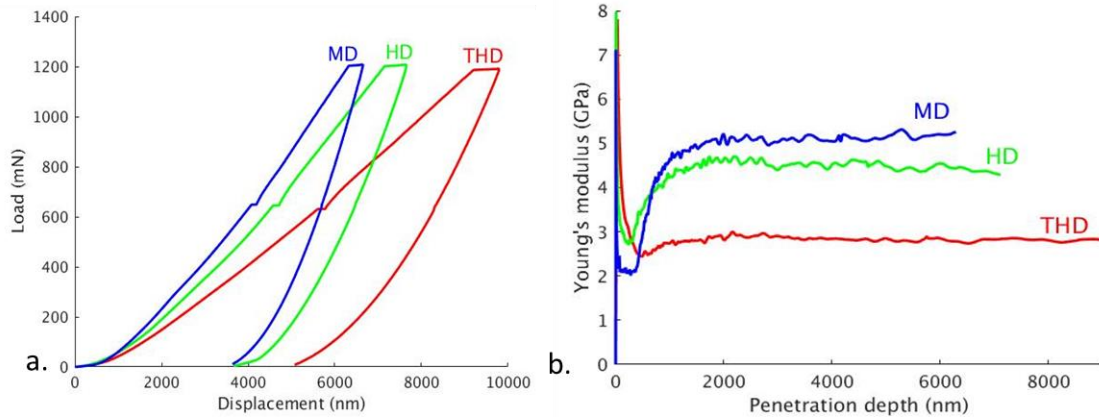 1400
1200
1000
800
600
400
200
0
Load (mN)
MD
HD
THD
0
2000
4000
6000
8000
10000
Displacement (nm)
a.
8
7
6
5
4
3
2
1
0
Young's modulus (GPa)
MD
HD
THD
0
2000
4000
6000
8000
Penetration depth (nm)
b.